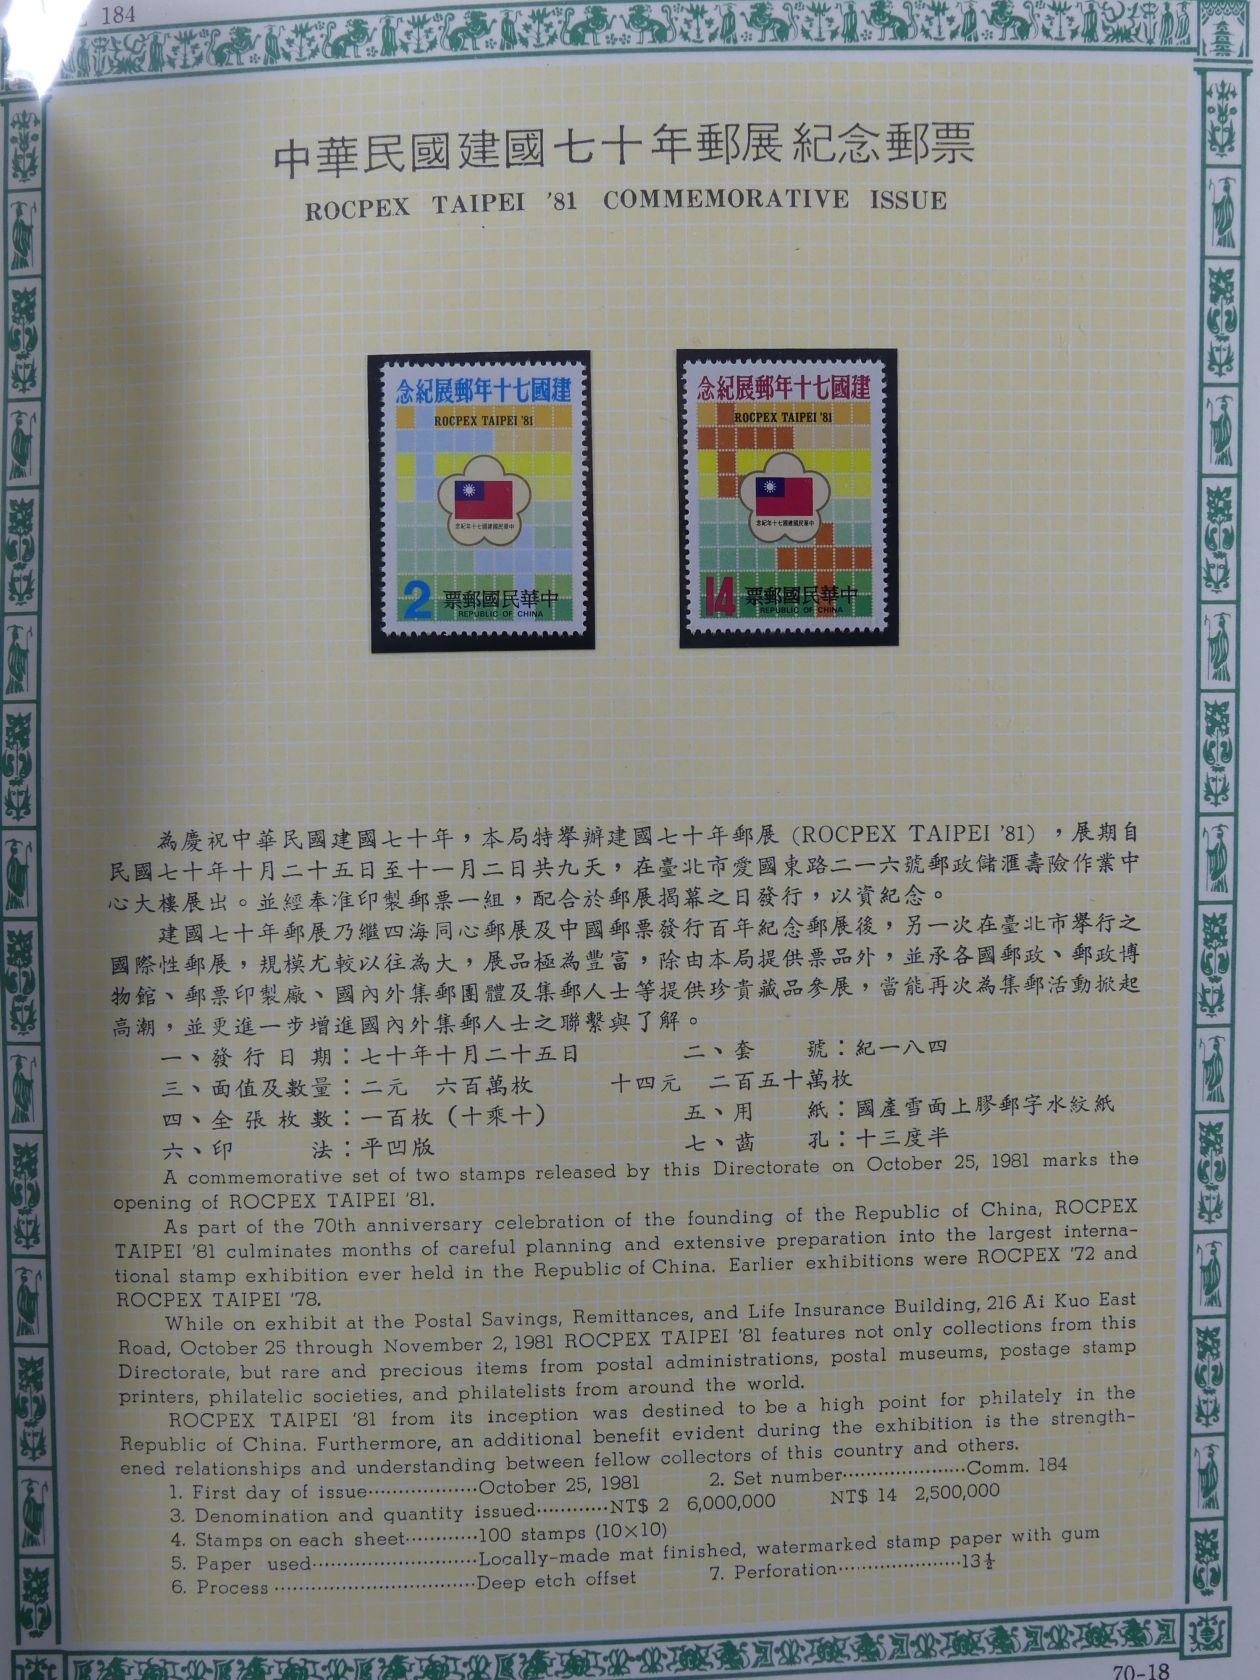 184
中華民國建國七十年郵展紀念郵票
ROCPEX TAIPEI '81 COMMEMORATIVE ISSUE
念紀展郵年十七國建
ROCPEX TAIPEI '81
念紀年十七國建國民華中
2 票郵國民華中
REPUBLIC OF CHINA
念紀展郵年十七國建
ROCPEX TAIPEI '81
念紀年十七國建國民華中
14 票郵國民華中
REPUBLIC OF CHINA
為慶祝中華民國建國七十年，本局特舉辦建國七十年郵展 (ROCPEX TAIPEI '81) ，展期自
民國七十年十月二十五日至十一月二日共九天，在臺北市愛國東路二一六號郵政儲滙壽險作業中
心大樓展出。並經奉准印製郵票一組，配合於郵展揭幕之日發行，以資紀念。
建國七十年郵展乃繼四海同心郵展及中國郵票發行百年紀念郵展後，另一次在臺北市舉行之
國際性郵展，規模尤較以往為大，展品極為豐富，除由本局提供票品外，並承各國郵政、郵政博
物館、郵票印製廠、國內外集郵團體及集郵人士等提供珍貴藏品參展，當能再次為集郵活動掀起
高潮，並更進一步增進國內外集郵人士之聯繫與了解。
一、發行日期：七十年十月二十五日 二、套 號：紀一八四
三、面值及數量：二元 六百萬枚 十四元 二百五十萬枚
四、全張枚數：一百枚 (十乘十) 五、用 紙：國產雪面上膠郵字水紋紙
六、印 法：平凹版 七、齒 孔：十三度半
A commemorative set of two stamps released by this Directorate on October 25, 1981 marks the
opening of ROCPEX TAIPEI '81.
As part of the 70th anniversary celebration of the founding of the Republic of China, ROCPEX
TAIPEI '81 culminates months of careful planning and extensive preparation into the largest interna-
tional stamp exhibition ever held in the Republic of China. Earlier exhibitions were ROCPEX '72 and
ROCPEX TAIPEI '78.
While on exhibit at the Postal Savings, Remittances, and Life Insurance Building, 216 Ai Kuo East
Road, October 25 through November 2, 1981 ROCPEX TAIPEI '81 features not only collections from this
Directorate, but rare and precious items from postal administrations, postal museums, postage stamp
printers, philatelic societies, and philatelists from around the world.
ROCPEX TAIPEI '81 from its inception was destined to be a high point for philately in the
Republic of China. Furthermore, an additional benefit evident during the exhibition is the strength-
ened relationships and understanding between fellow collectors of this country and others.
1. First day of issue··················October 25, 1981 2. Set number····················Comm. 184
3. Denomination and quantity issued············NT$ 2 6,000,000 NT$ 14 2,500,000
4. Stamps on each sheet············100 stamps (10×10)
5. Paper used···························Locally-made mat finished, watermarked stamp paper with gum
6. Process ·································Deep etch offset 7. Perforation····················13½
70-18